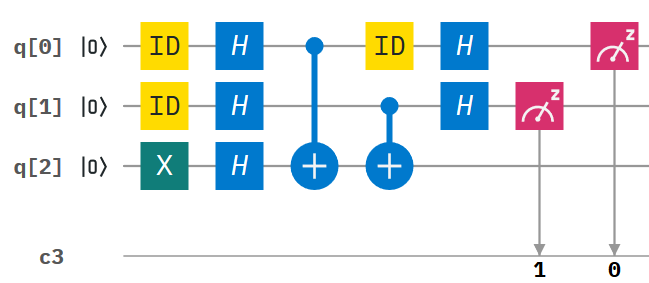 q[0] |0⟩ ID H ID H z
q[1] |0⟩ ID H H z
q[2] |0⟩ X H
c3
1 0